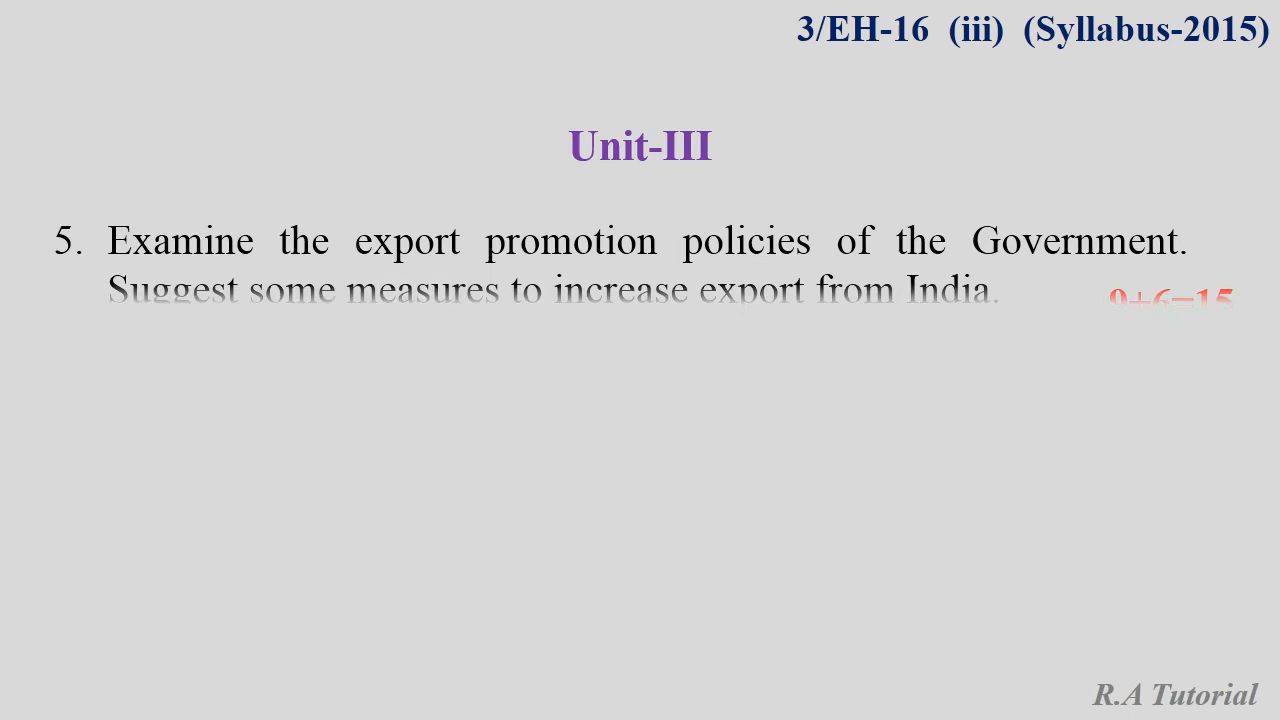 3/EH-16 (iii) (Syllabus-2015)
Unit-III
5. Examine the export promotion policies of the Government.
Suggest some measures to increase export from India. 9+6=15
R.A Tutorial